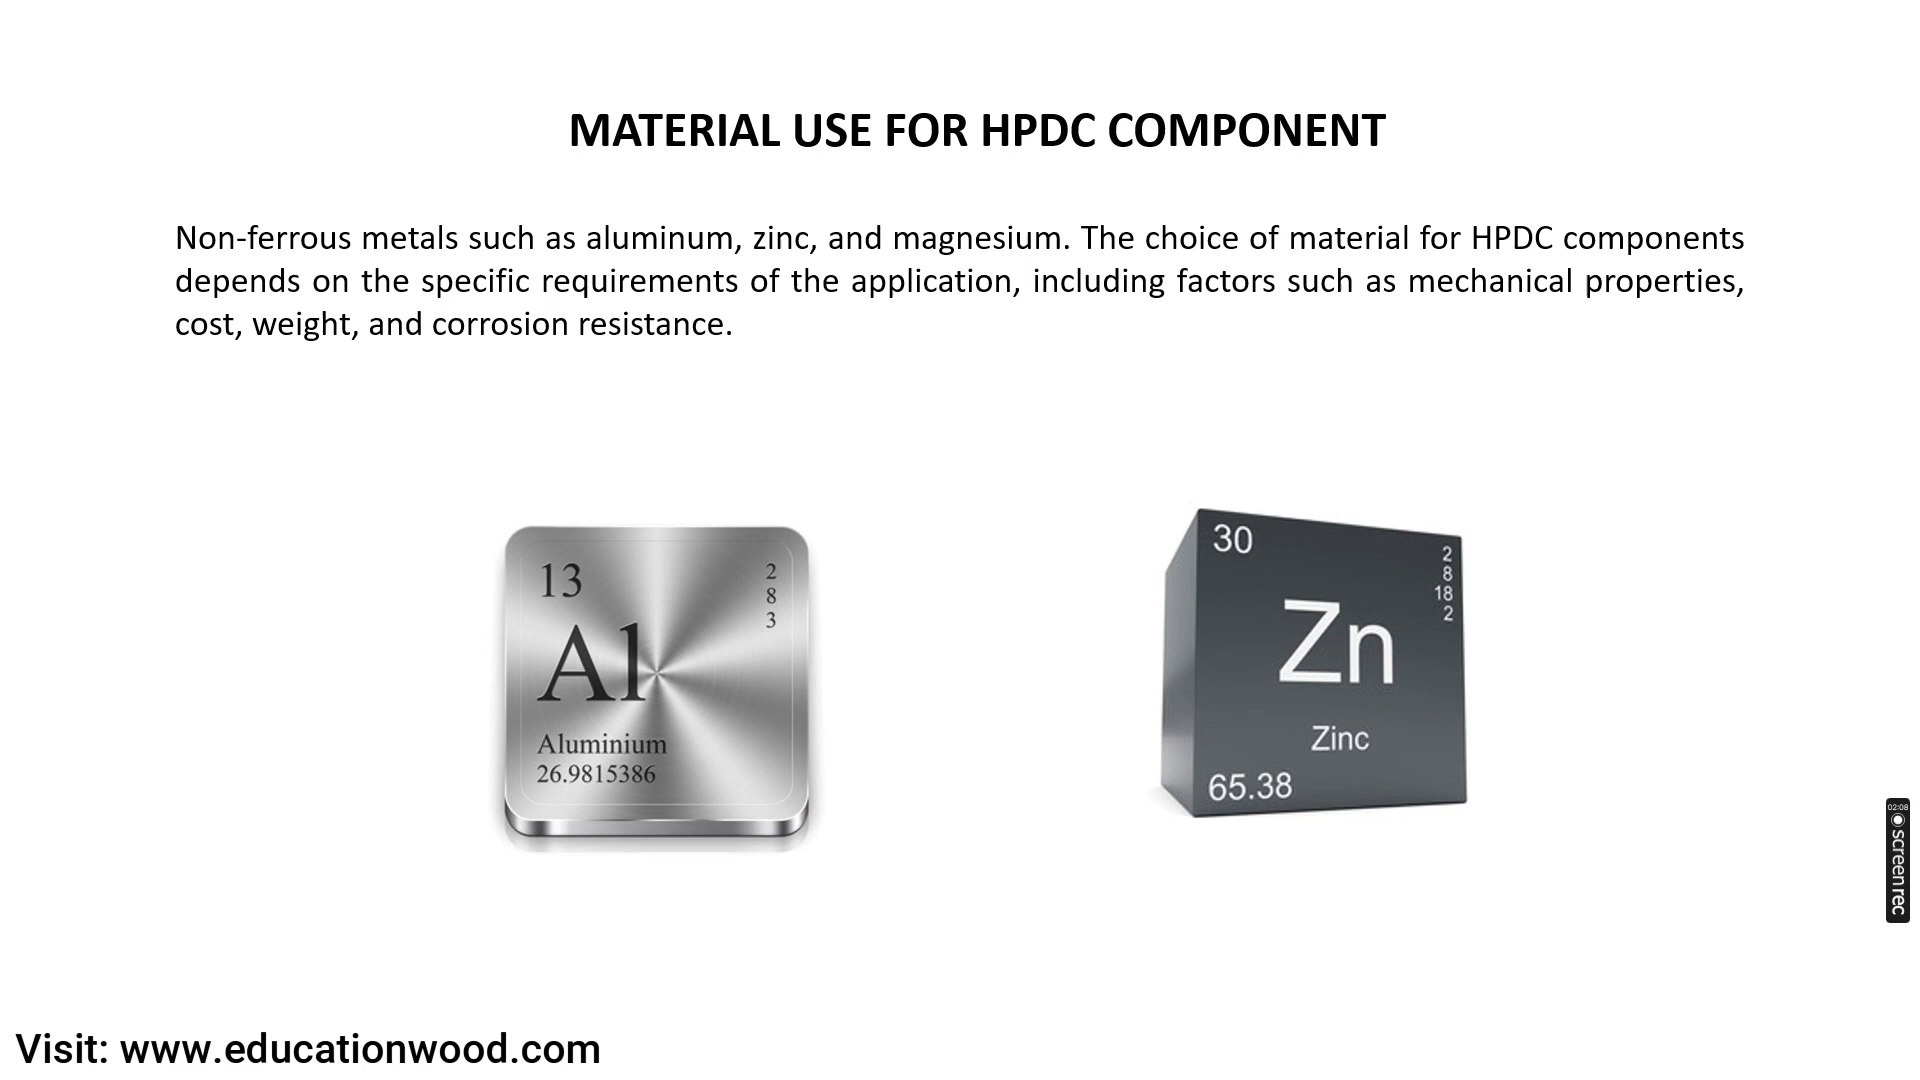 MATERIAL USE FOR HPDC COMPONENT
Non-ferrous metals such as aluminum, zinc, and magnesium. The choice of material for HPDC components
depends on the specific requirements of the application, including factors such as mechanical properties,
cost, weight, and corrosion resistance.
13
2
8
3
Al
Aluminium
26.9815386
30
2
8
18
2
Zn
Zinc
65.38
02:08
screenrec
Visit: www.educationwood.com